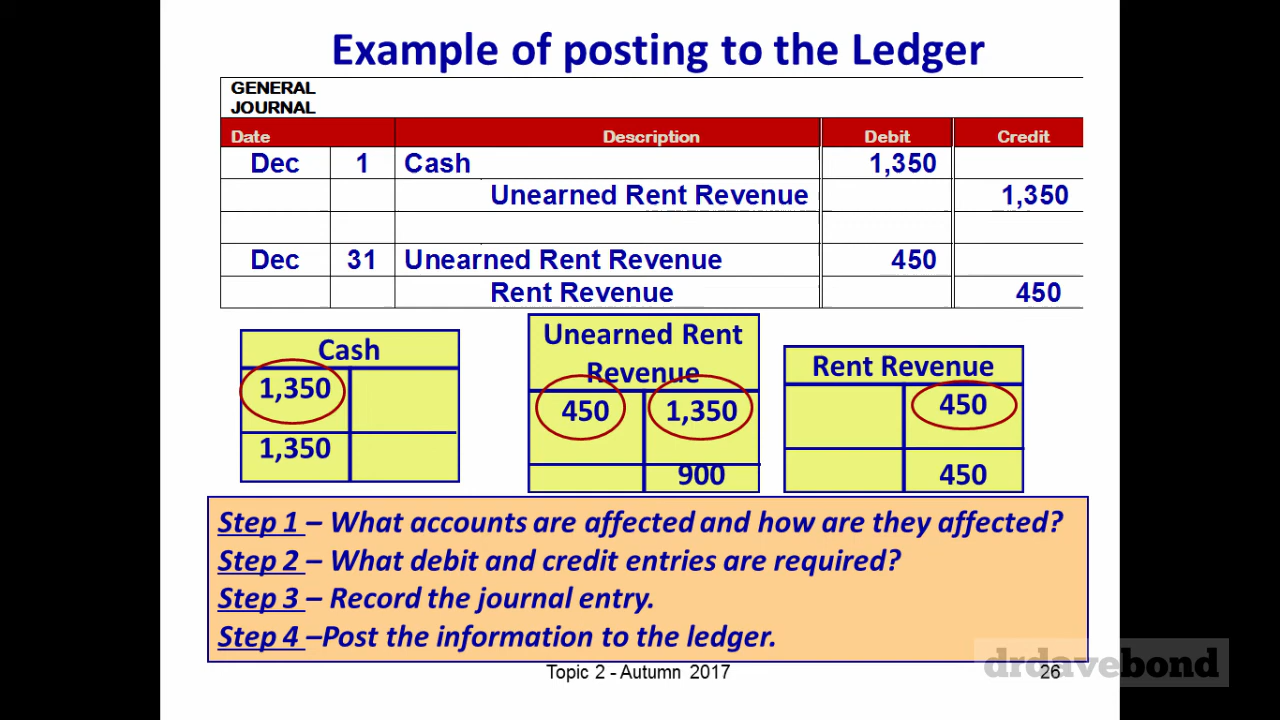 Example of posting to the Ledger
GENERAL
JOURNAL
Date Description Debit Credit
Dec 1 Cash 1,350
Unearned Rent Revenue 1,350
Dec 31 Unearned Rent Revenue 450
Rent Revenue 450
Cash
1,350
1,350
Unearned Rent
Revenue
450 1,350
900
Rent Revenue
450
450
Step 1 – What accounts are affected and how are they affected?
Step 2 – What debit and credit entries are required?
Step 3 – Record the journal entry.
Step 4 –Post the information to the ledger.
Topic 2 - Autumn 2017 26
drdavebond